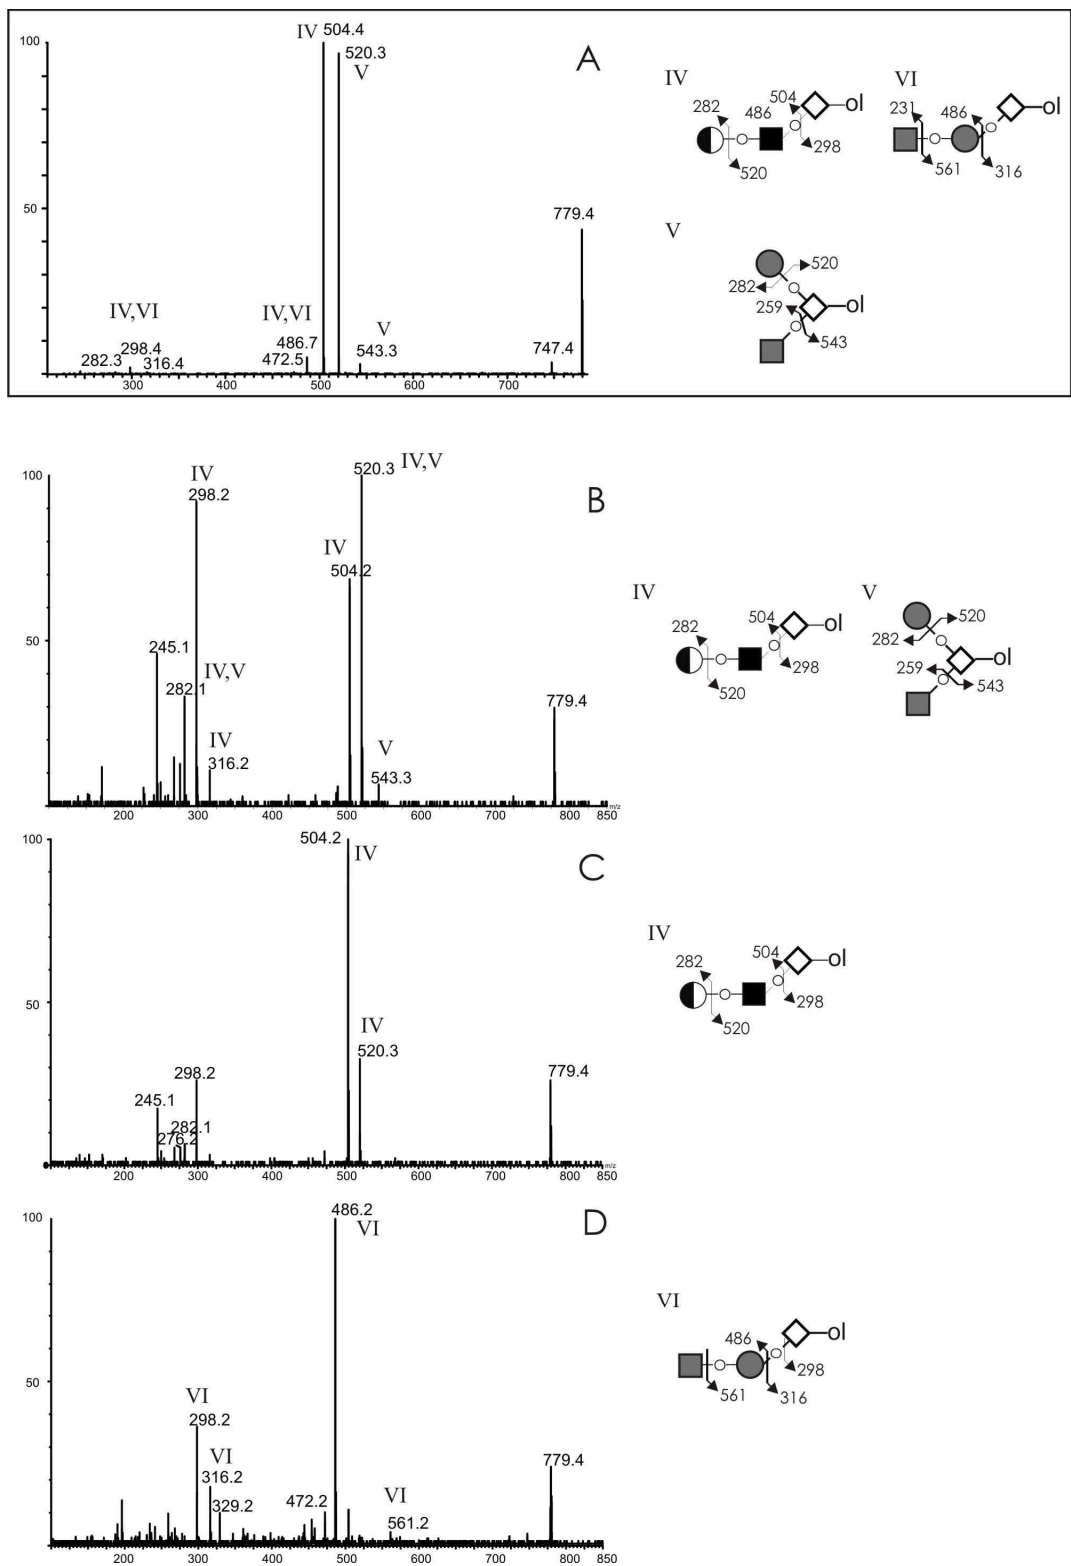 A
IV 504.4
520.3
V
779.4
IV,VI
282.3 298.4 316.4
IV,VI
486.7
472.5
V
543.3
747.4
100
50
300 400 500 600 700
IV
282 486 504 ol
520 298
VI
231 486 ol
561 316
V
520
282
259 ol
543
B
100
50
IV
298.2
520.3 IV,V
IV
504.2
245.1
IV,V
282.1
IV
316.2
V
543.3
779.4
200 300 400 500 600 700 800 850 m/z
IV
282 504 ol
520 298
V
520
282
259 ol
543
C
100
50
504.2 IV
IV
520.3
298.2
245.1
282.1
276.2
779.4
200 300 400 500 600 700 800 850 m/z
IV
282 504 ol
520 298
D
100
50
486.2
VI
VI
298.2
VI
316.2
329.2
472.2
VI
561.2
779.4
200 300 400 500 600 700 800 850
VI
486 ol
561 316 298